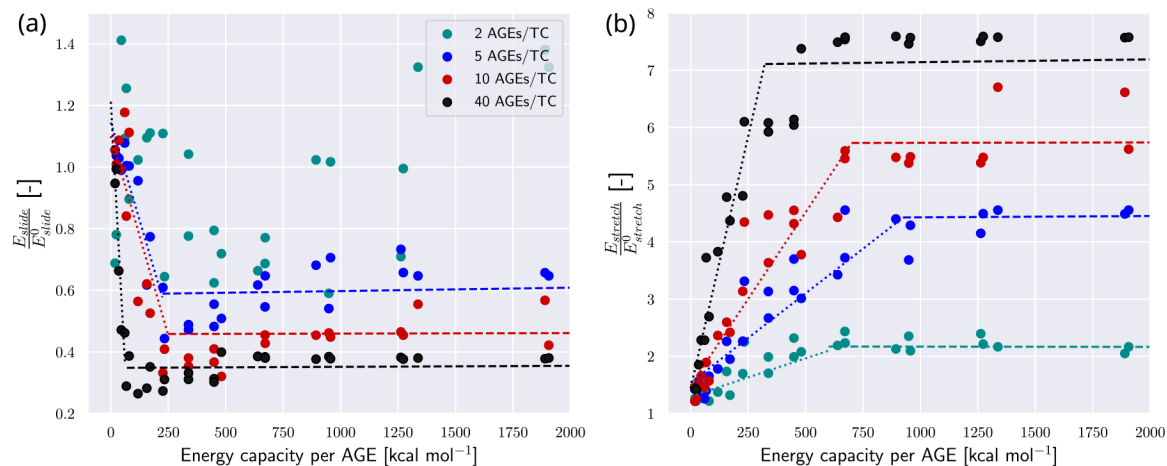 (a)
1.4
1.2
1.0
0.8
0.6
0.4
0.2
E_slide / E^0_slide [-]
2 AGEs/TC
5 AGEs/TC
10 AGEs/TC
40 AGEs/TC
0 250 500 750 1000 1250 1500 1750 2000
Energy capacity per AGE [kcal mol⁻¹]
(b)
8
7
6
5
4
3
2
1
E_stretch / E^0_stretch [-]
0 250 500 750 1000 1250 1500 1750 2000
Energy capacity per AGE [kcal mol⁻¹]